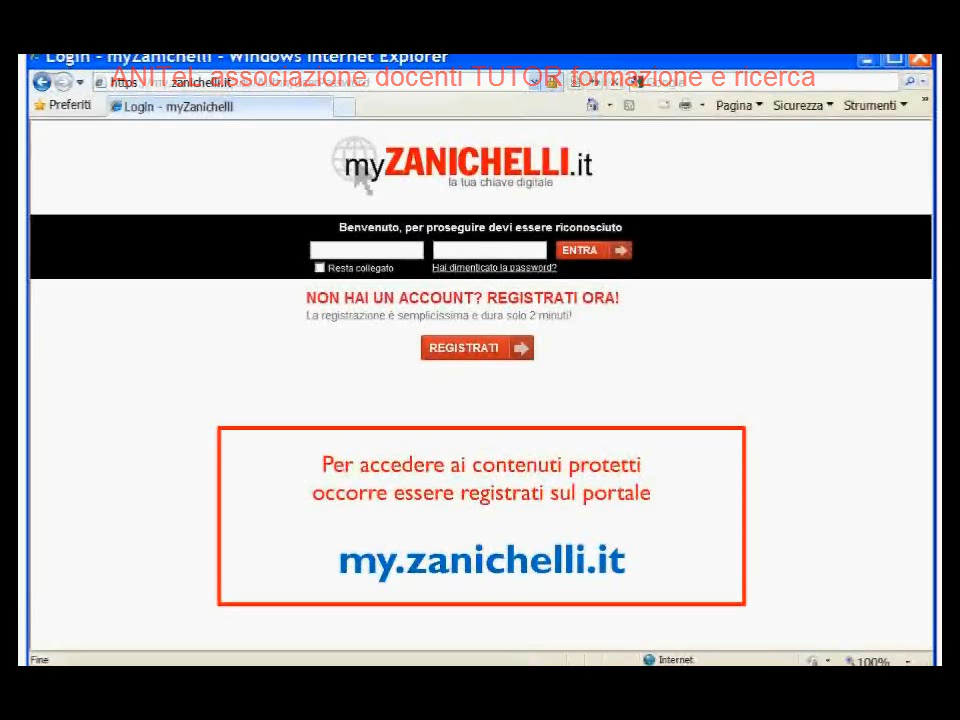 Login - myZanichelli - Windows Internet Explorer
ANITeL associazione docenti TUTOR formazione e ricerca
https zanichelli.it
Preferiti
Login - myZanichelli
Pagina Sicurezza Strumenti
myZANICHELLI.it
la tua chiave digitale
Benvenuto, per proseguire devi essere riconosciuto
ENTRA
Resta collegato
Hai dimenticato la password?
NON HAI UN ACCOUNT? REGISTRATI ORA!
La registrazione è semplicissima e dura solo 2 minuti!
REGISTRATI
Per accedere ai contenuti protetti
occorre essere registrati sul portale
my.zanichelli.it
Fine
Internet
100%